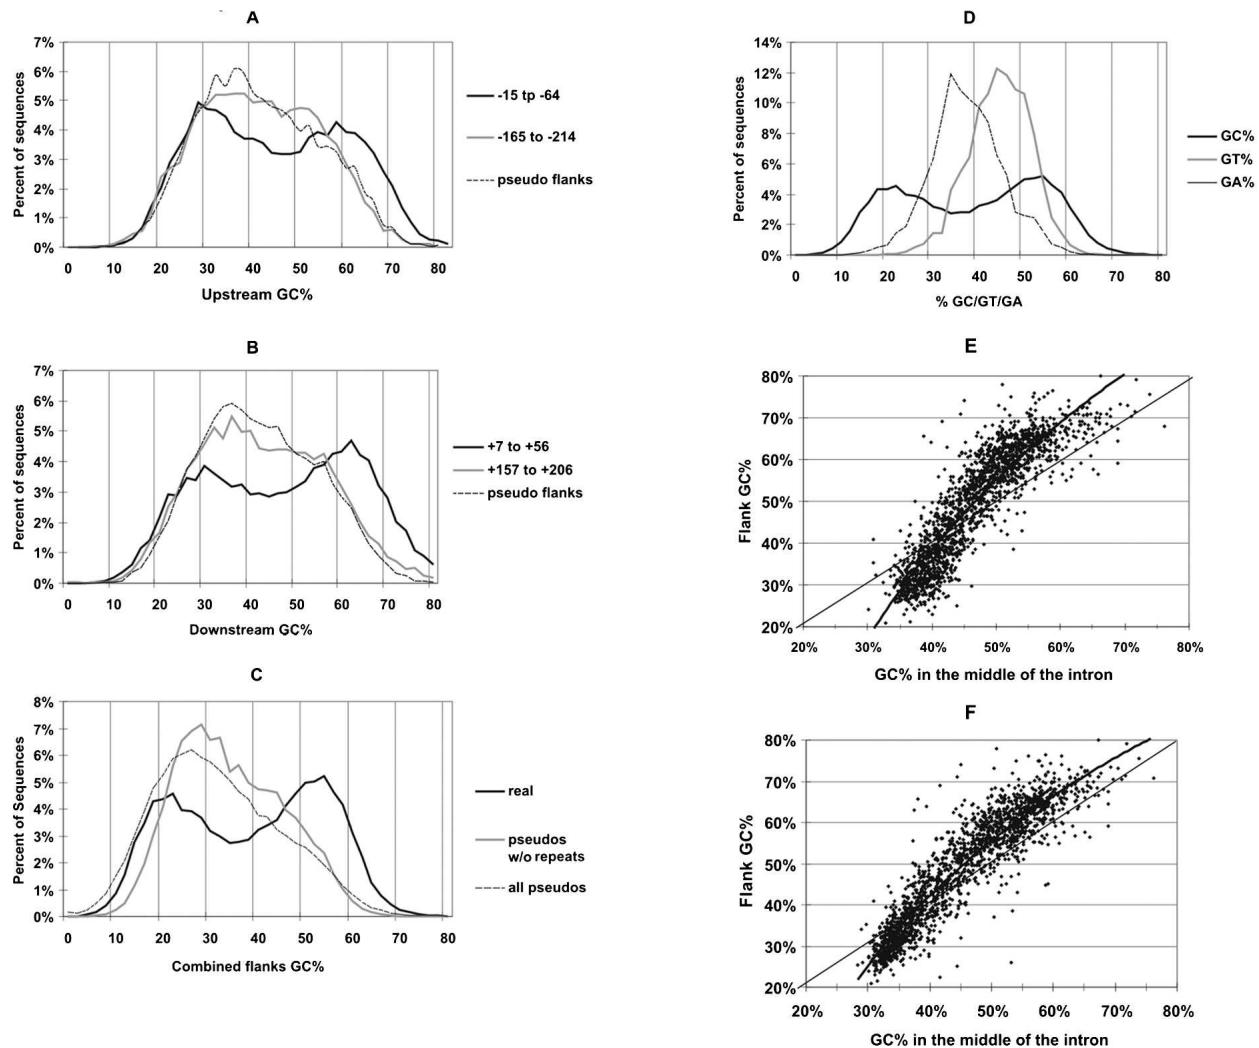 A
7%
6%
5%
4%
3%
2%
1%
0%
Percent of sequences
0 10 20 30 40 50 60 70 80
Upstream GC%
-15 tp -64
-165 to -214
pseudo flanks
B
7%
6%
5%
4%
3%
2%
1%
0%
Percent of sequences
0 10 20 30 40 50 60 70 80
Downstream GC%
+7 to +56
+157 to +206
pseudo flanks
C
8%
7%
6%
5%
4%
3%
2%
1%
0%
Percent of Sequences
0 10 20 30 40 50 60 70 80
Combined flanks GC%
real
pseudos
w/o repeats
all pseudos
D
14%
12%
10%
8%
6%
4%
2%
0%
Percent of sequences
0 10 20 30 40 50 60 70 80
% GC/GT/GA
GC%
GT%
GA%
E
80%
70%
60%
50%
40%
30%
20%
Flank GC%
20% 30% 40% 50% 60% 70% 80%
GC% in the middle of the intron
F
80%
70%
60%
50%
40%
30%
20%
Flank GC%
20% 30% 40% 50% 60% 70% 80%
GC% in the middle of the intron